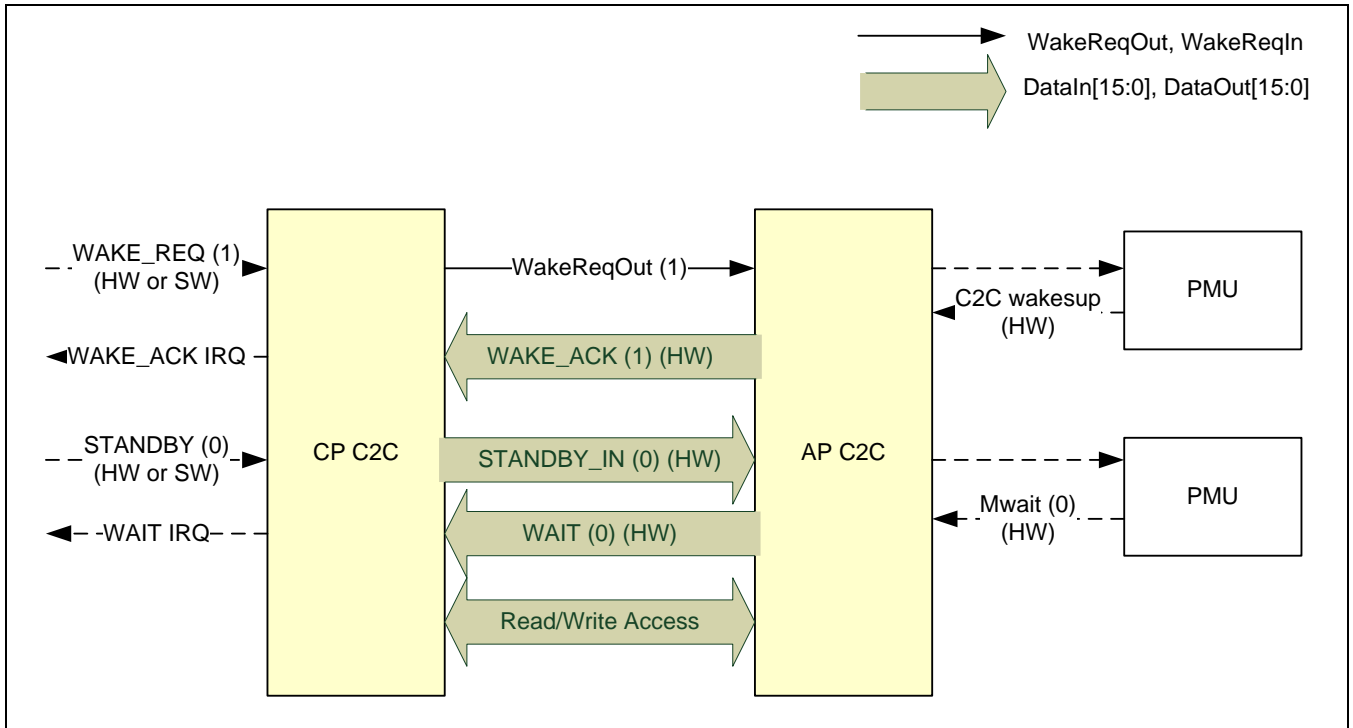 WakeReqOut, WakeReqIn
DataIn[15:0], DataOut[15:0]
WAKE_REQ (1)
(HW or SW)
WakeReqOut (1)
PMU
C2C wakesup
(HW)
WAKE_ACK IRQ
WAKE_ACK (1) (HW)
STANDBY (0)
(HW or SW)
CP C2C
STANDBY_IN (0) (HW)
AP C2C
PMU
Mwait (0)
(HW)
WAIT IRQ
WAIT (0) (HW)
Read/Write Access